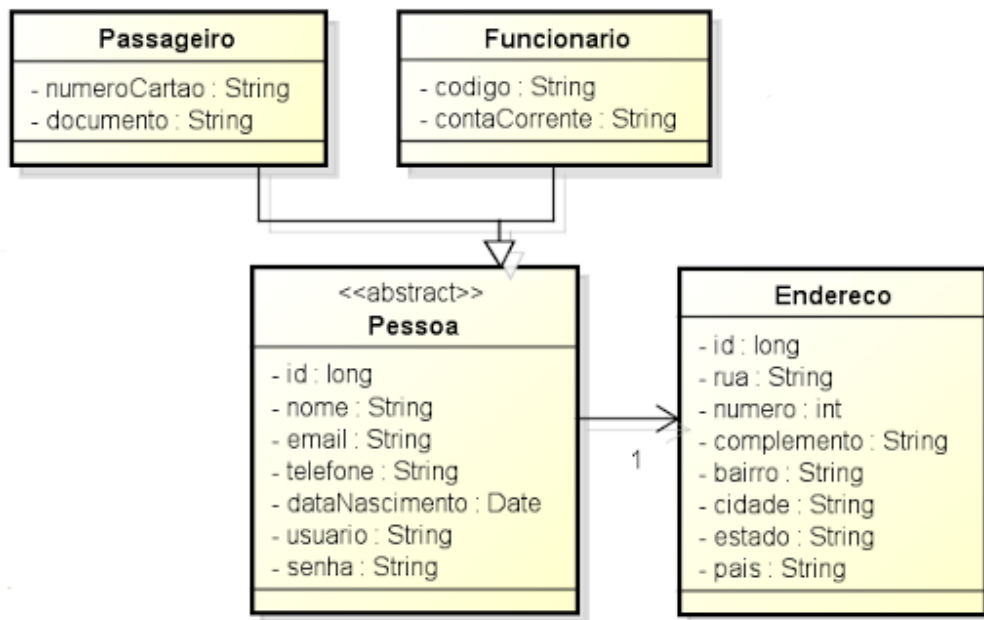 Passageiro
- numeroCartao : String
- documento : String
Funcionario
- codigo : String
- contaCorrente : String
<<abstract>>
Pessoa
- id : long
- nome : String
- email : String
- telefone : String
- dataNascimento : Date
- usuario : String
- senha : String
1
Endereco
- id : long
- rua : String
- numero : int
- complemento : String
- bairro : String
- cidade : String
- estado : String
- pais : String